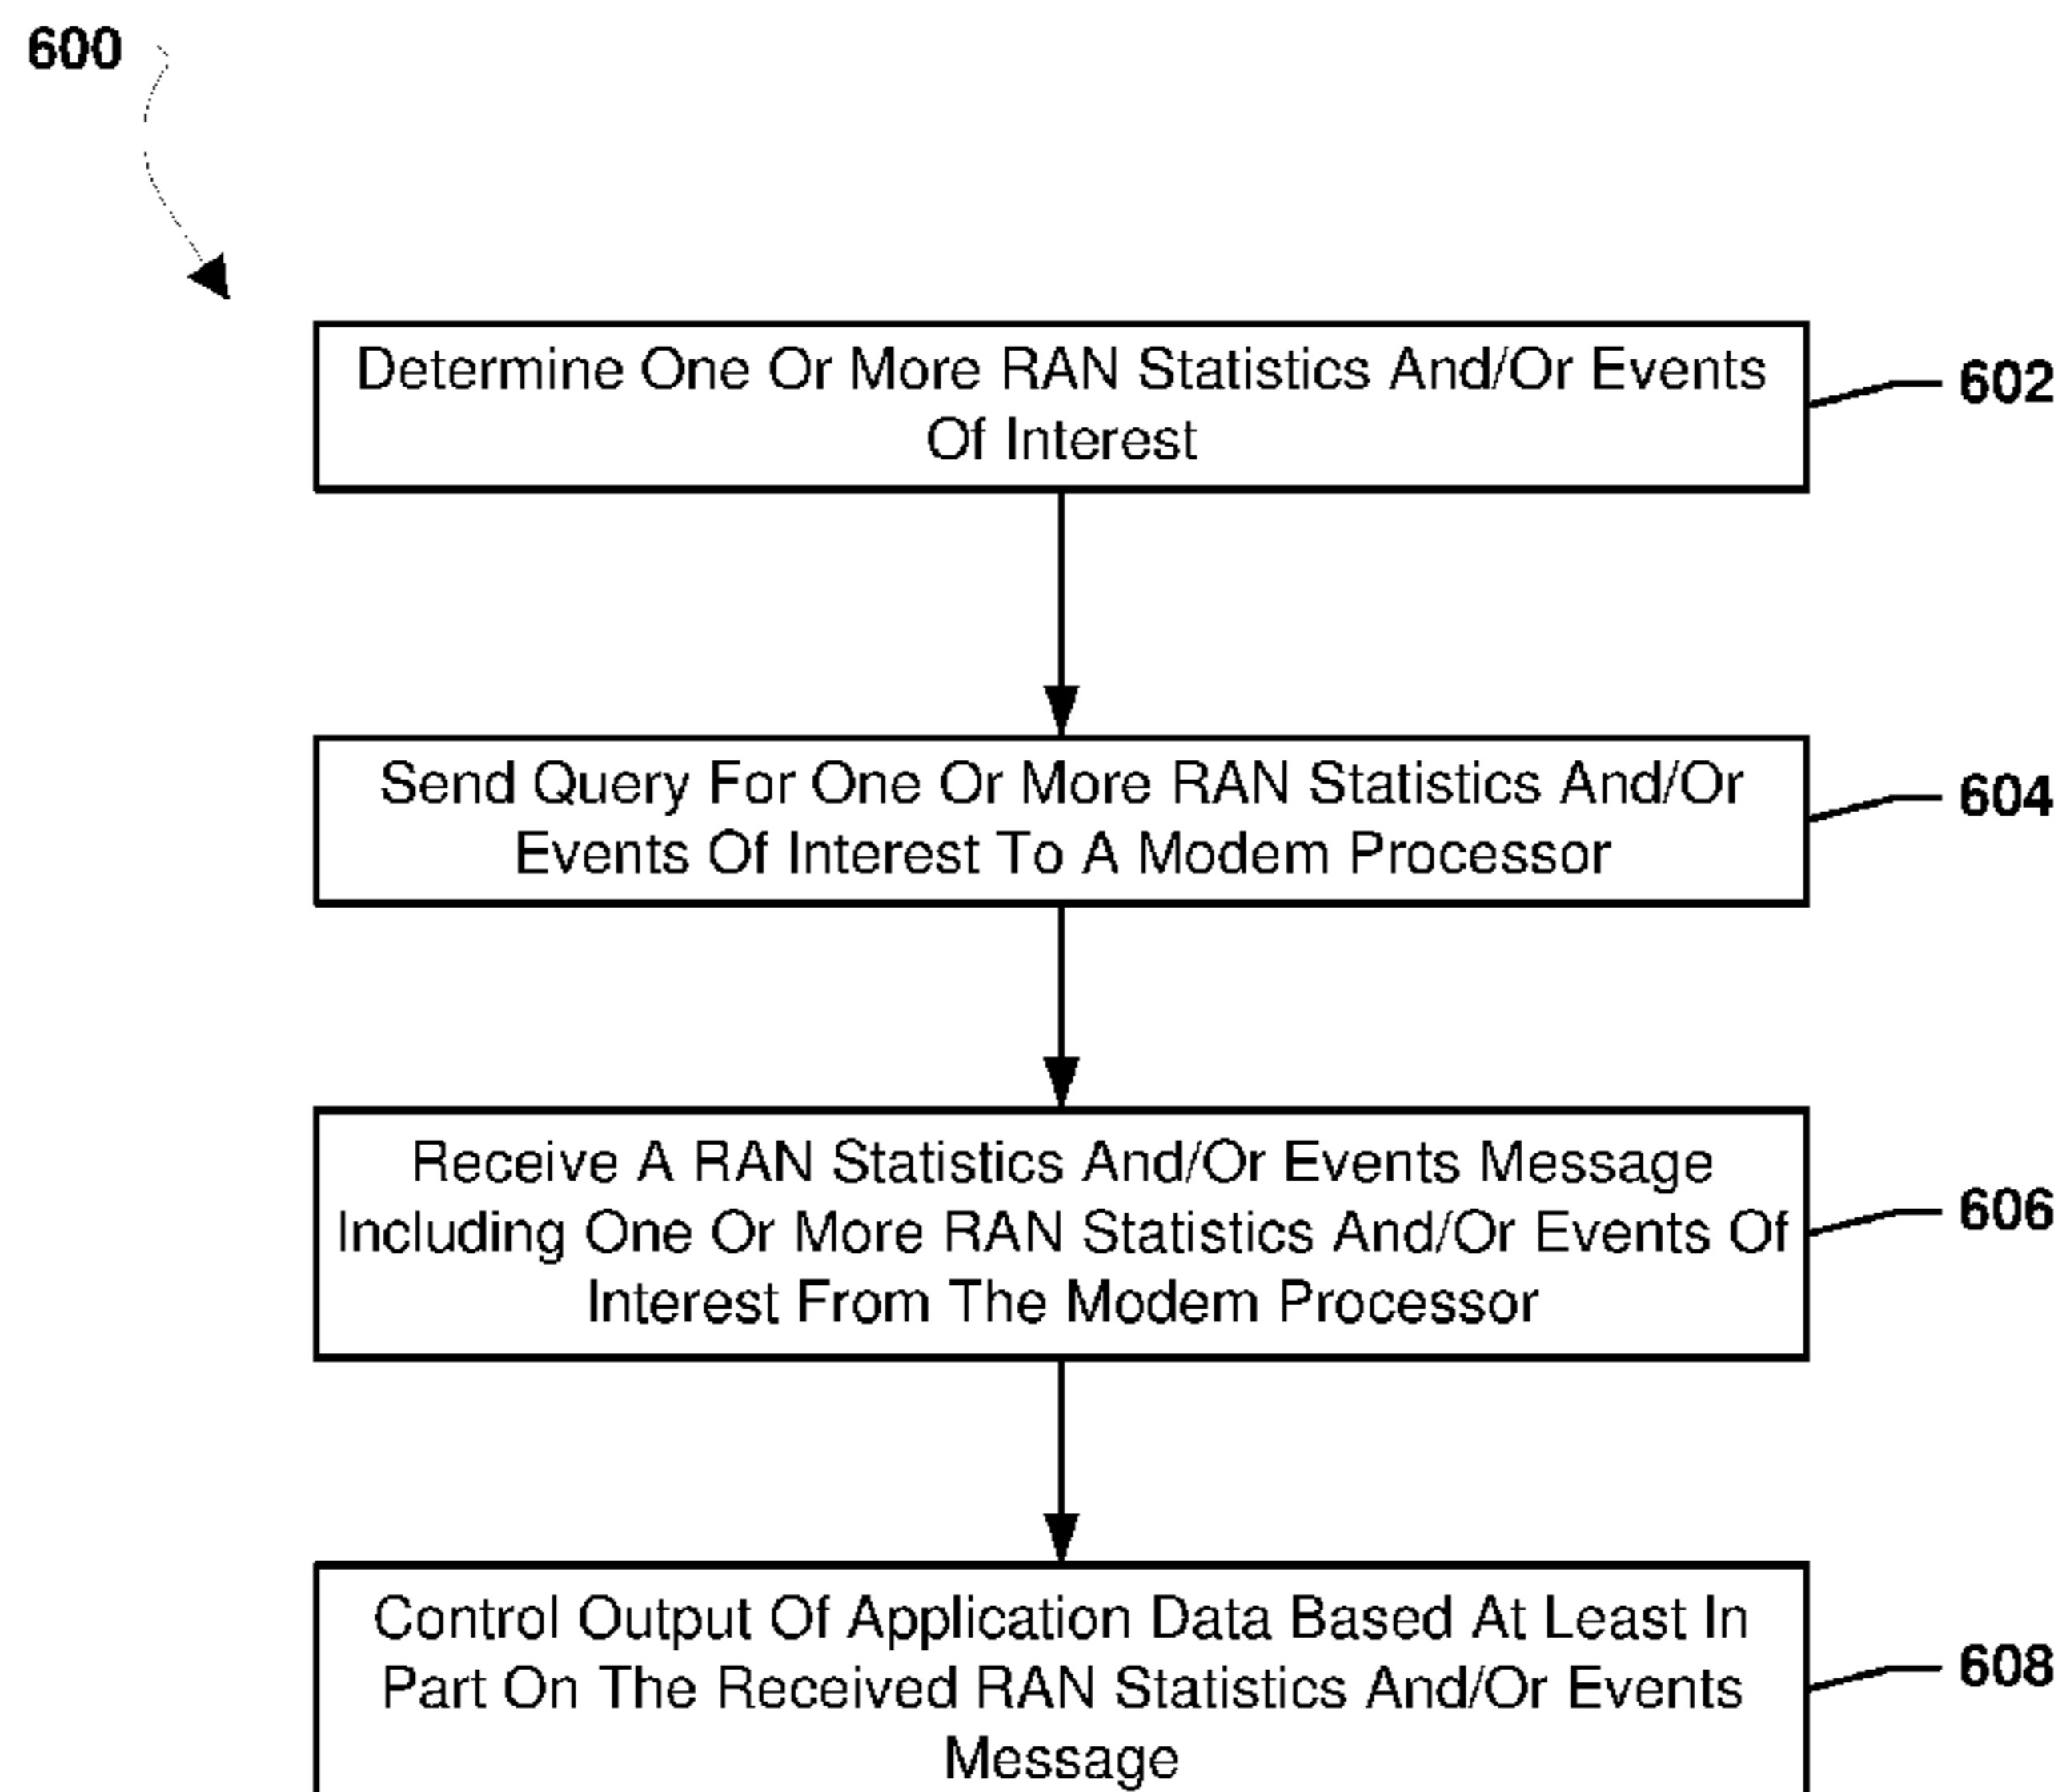 600
Determine One Or More RAN Statistics And/Or Events
Of Interest
602
Send Query For One Or More RAN Statistics And/Or
Events Of Interest To A Modem Processor
604
Receive A RAN Statistics And/Or Events Message
Including One Or More RAN Statistics And/Or Events Of
Interest From The Modem Processor
606
Control Output Of Application Data Based At Least In
Part On The Received RAN Statistics And/Or Events
Message
608